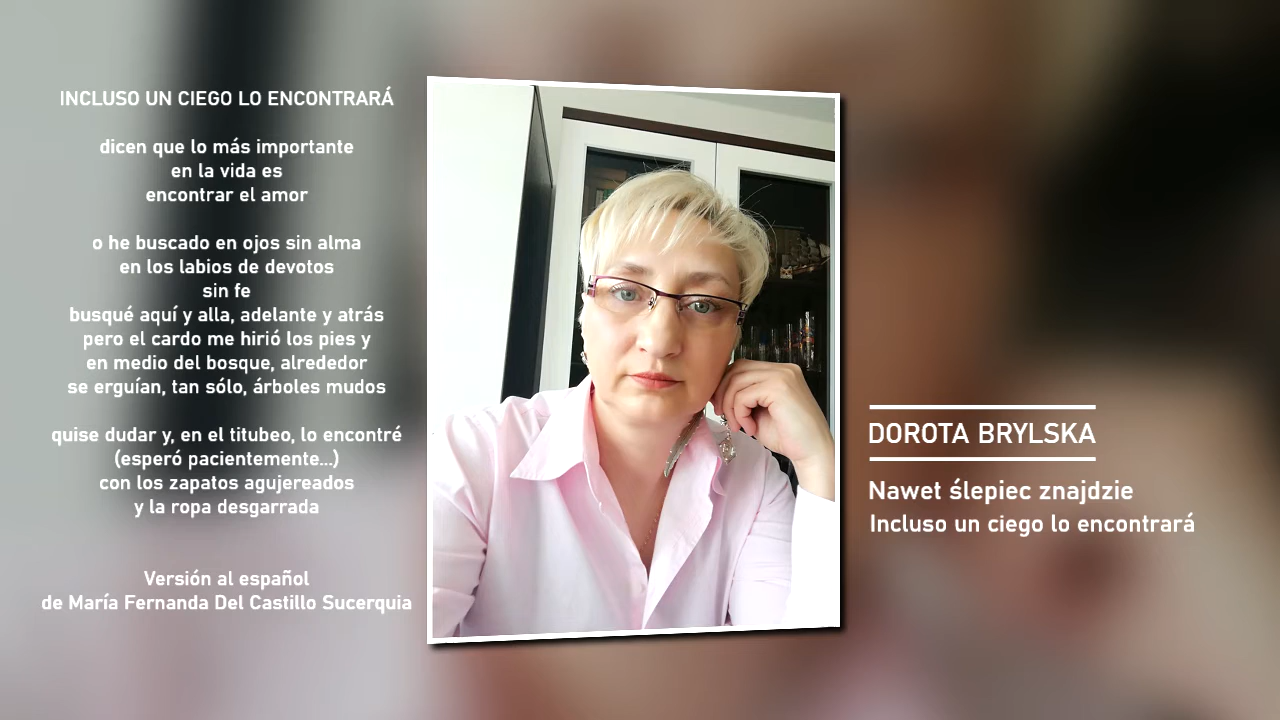 INCLUSO UN CIEGO LO ENCONTRARÁ
dicen que lo más importante
en la vida es
encontrar el amor
o he buscado en ojos sin alma
en los labios de devotos
sin fe
busqué aquí y alla, adelante y atrás
pero el cardo me hirió los pies y
en medio del bosque, alrededor
se erguían, tan sólo, árboles mudos
quise dudar y, en el titubeo, lo encontré
(esperó pacientemente...)
con los zapatos agujereados
y la ropa desgarrada
Versión al español
de María Fernanda Del Castillo Sucerquia
DOROTA BRYLSKA
Nawet ślepiec znajdzie
Incluso un ciego lo encontrará